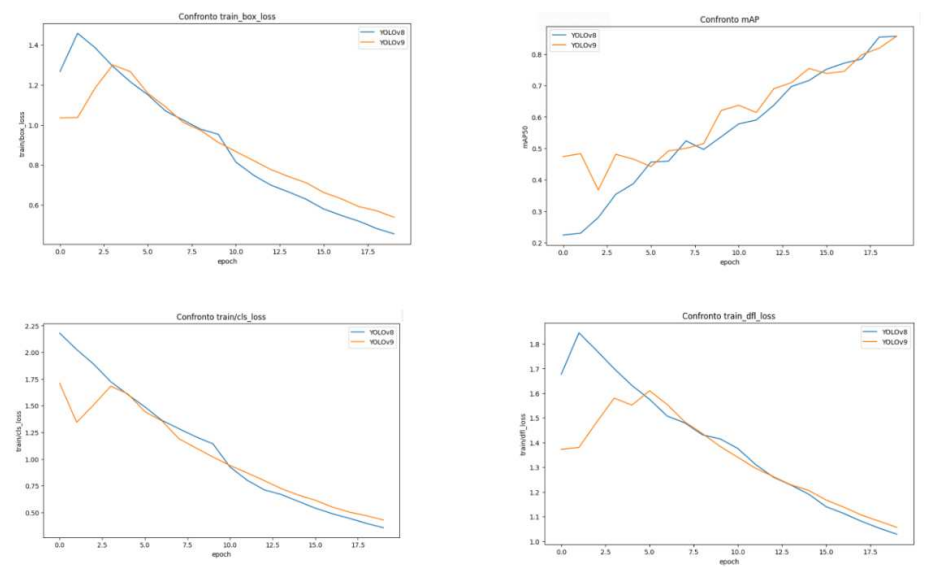 Confronto train_box_loss
YOLOv8
YOLOv9
1.4
1.2
1.0
0.8
0.6
train/box_loss
0.0 2.5 5.0 7.5 10.0 12.5 15.0 17.5
epoch
Confronto mAP
YOLOv8
YOLOv9
0.8
0.7
0.6
0.5
0.4
0.3
0.2
mAP50
0.0 2.5 5.0 7.5 10.0 12.5 15.0 17.5
epoch
Confronto train/cls_loss
YOLOv8
YOLOv9
2.25
2.00
1.75
1.50
1.25
1.00
0.75
0.50
train/cls_loss
0.0 2.5 5.0 7.5 10.0 12.5 15.0 17.5
epoch
Confronto train_dfl_loss
YOLOv8
YOLOv9
1.8
1.7
1.6
1.5
1.4
1.3
1.2
1.1
1.0
train/dfl_loss
0.0 2.5 5.0 7.5 10.0 12.5 15.0 17.5
epoch